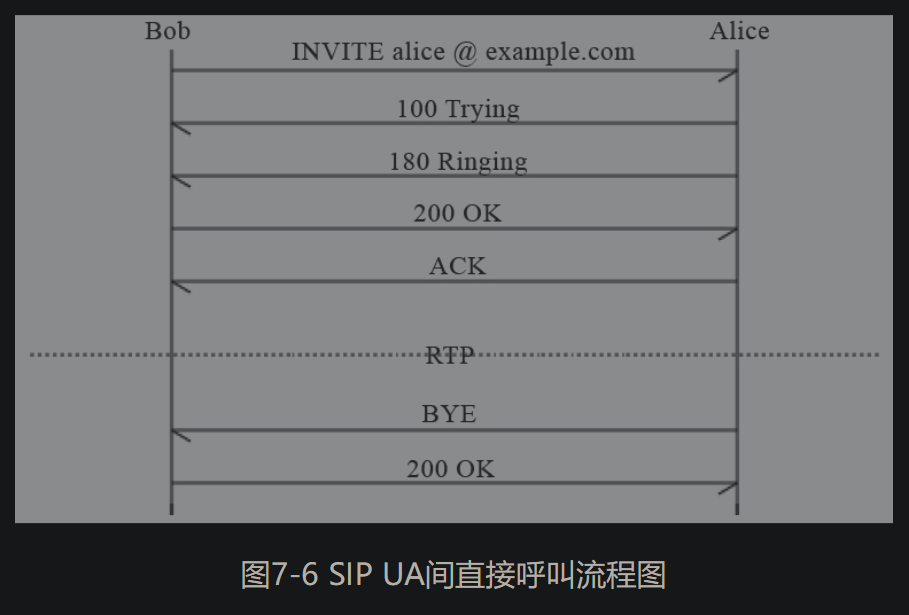 Bob Alice
INVITE alice @ example.com
100 Trying
180 Ringing
200 OK
ACK
RTP
BYE
200 OK
图7-6 SIP UA间直接呼叫流程图